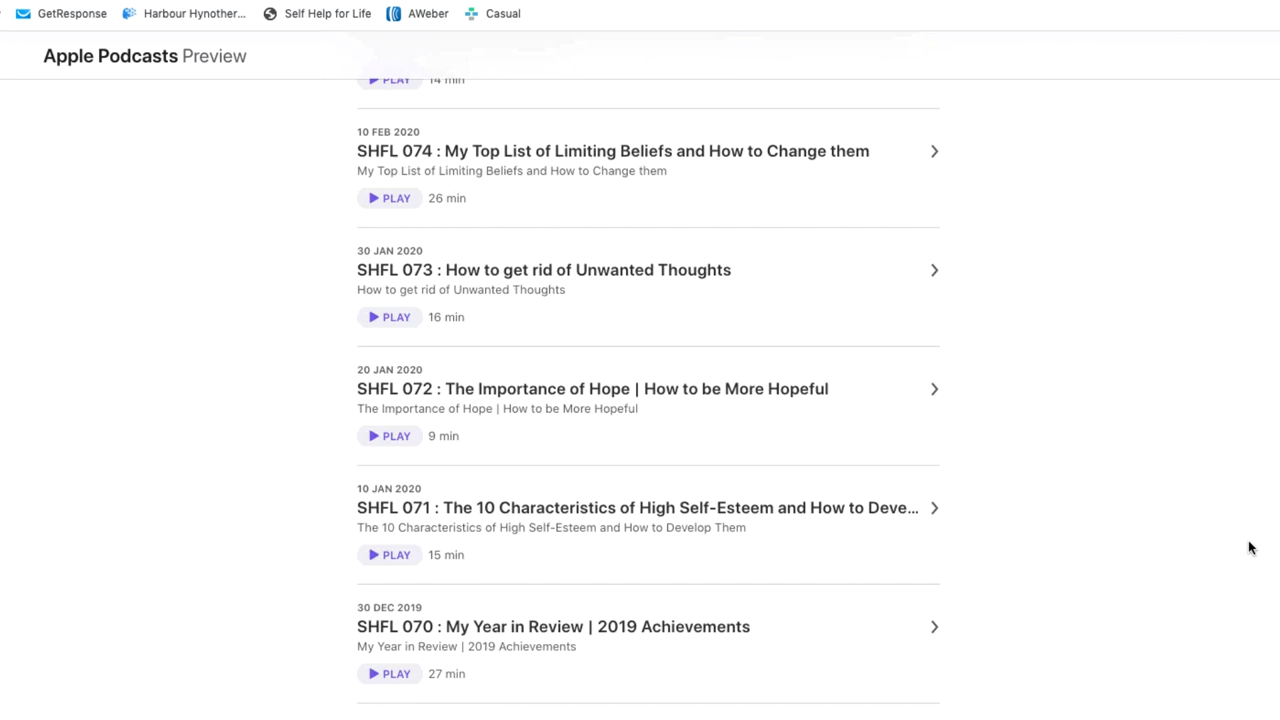 GetResponse Harbour Hynother... Self Help for Life AWeber Casual
Apple Podcasts Preview
PLAY 14 min
10 FEB 2020
SHFL 074 : My Top List of Limiting Beliefs and How to Change them
My Top List of Limiting Beliefs and How to Change them
PLAY 26 min
30 JAN 2020
SHFL 073 : How to get rid of Unwanted Thoughts
How to get rid of Unwanted Thoughts
PLAY 16 min
20 JAN 2020
SHFL 072 : The Importance of Hope | How to be More Hopeful
The Importance of Hope | How to be More Hopeful
PLAY 9 min
10 JAN 2020
SHFL 071 : The 10 Characteristics of High Self-Esteem and How to Deve...
The 10 Characteristics of High Self-Esteem and How to Develop Them
PLAY 15 min
30 DEC 2019
SHFL 070 : My Year in Review | 2019 Achievements
My Year in Review | 2019 Achievements
PLAY 27 min